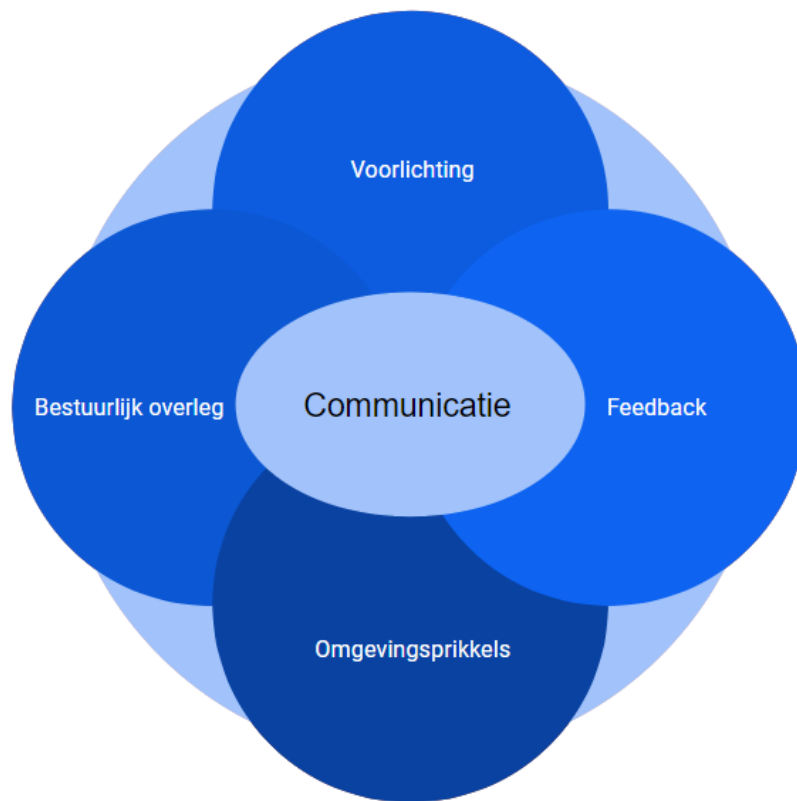 Voorlichting
Bestuurlijk overleg
Communicatie
Feedback
Omgevingsprikkels